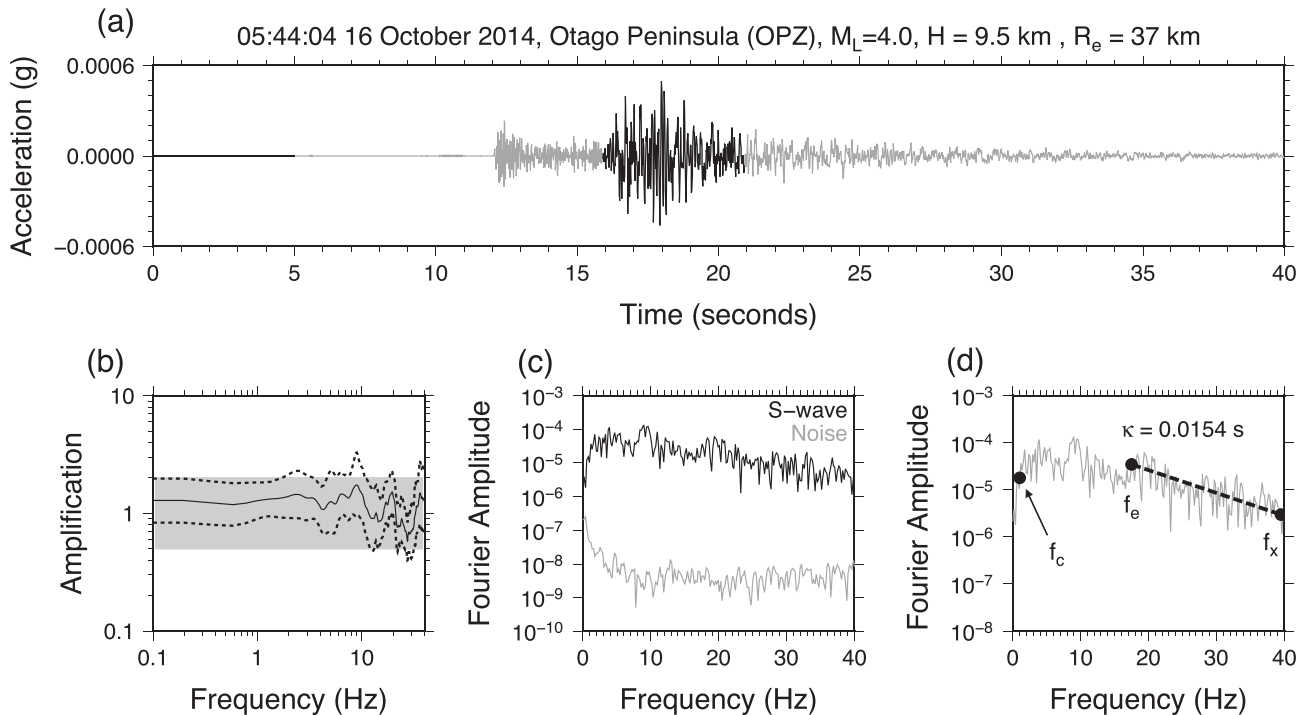 (a)
05:44:04 16 October 2014, Otago Peninsula (OPZ), M_L=4.0, H = 9.5 km , R_e = 37 km
Acceleration (g)
0.0006
0.0000
−0.0006
0 5 10 15 20 25 30 35 40
Time (seconds)
(b)
Amplification
10
1
0.1
0.1 1 10
Frequency (Hz)
(c)
Fourier Amplitude
10⁻³
10⁻⁴
10⁻⁵
10⁻⁶
10⁻⁷
10⁻⁸
10⁻⁹
10⁻¹⁰
S−wave
Noise
0 10 20 30 40
Frequency (Hz)
(d)
Fourier Amplitude
10⁻³
10⁻⁴
10⁻⁵
10⁻⁶
10⁻⁷
10⁻⁸
κ = 0.0154 s
f_e
f_x
f_c
0 10 20 30 40
Frequency (Hz)